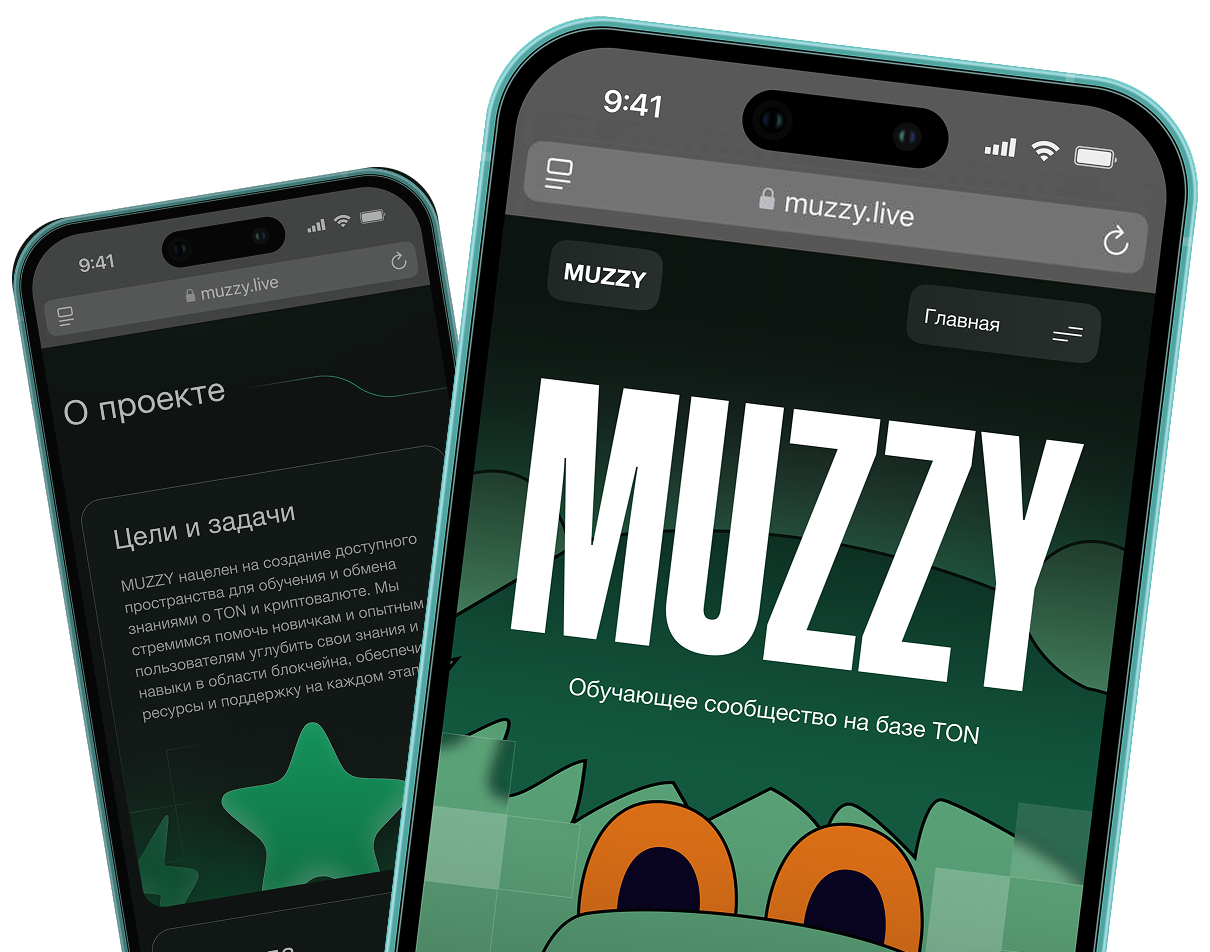 9:41
muzzy.live
О проекте
Цели и задачи
MUZZY нацелен на создание доступного
пространства для обучения и обмена
знаниями о TON и криптовалюте. Мы
стремимся помочь новичкам и опытным
пользователям углубить свои знания и
навыки в области блокчейна, обеспечи
ресурсы и поддержку на каждом этап
9:41
muzzy.live
MUZZY
Главная
MUZZY
Обучающее сообщество на базе TON